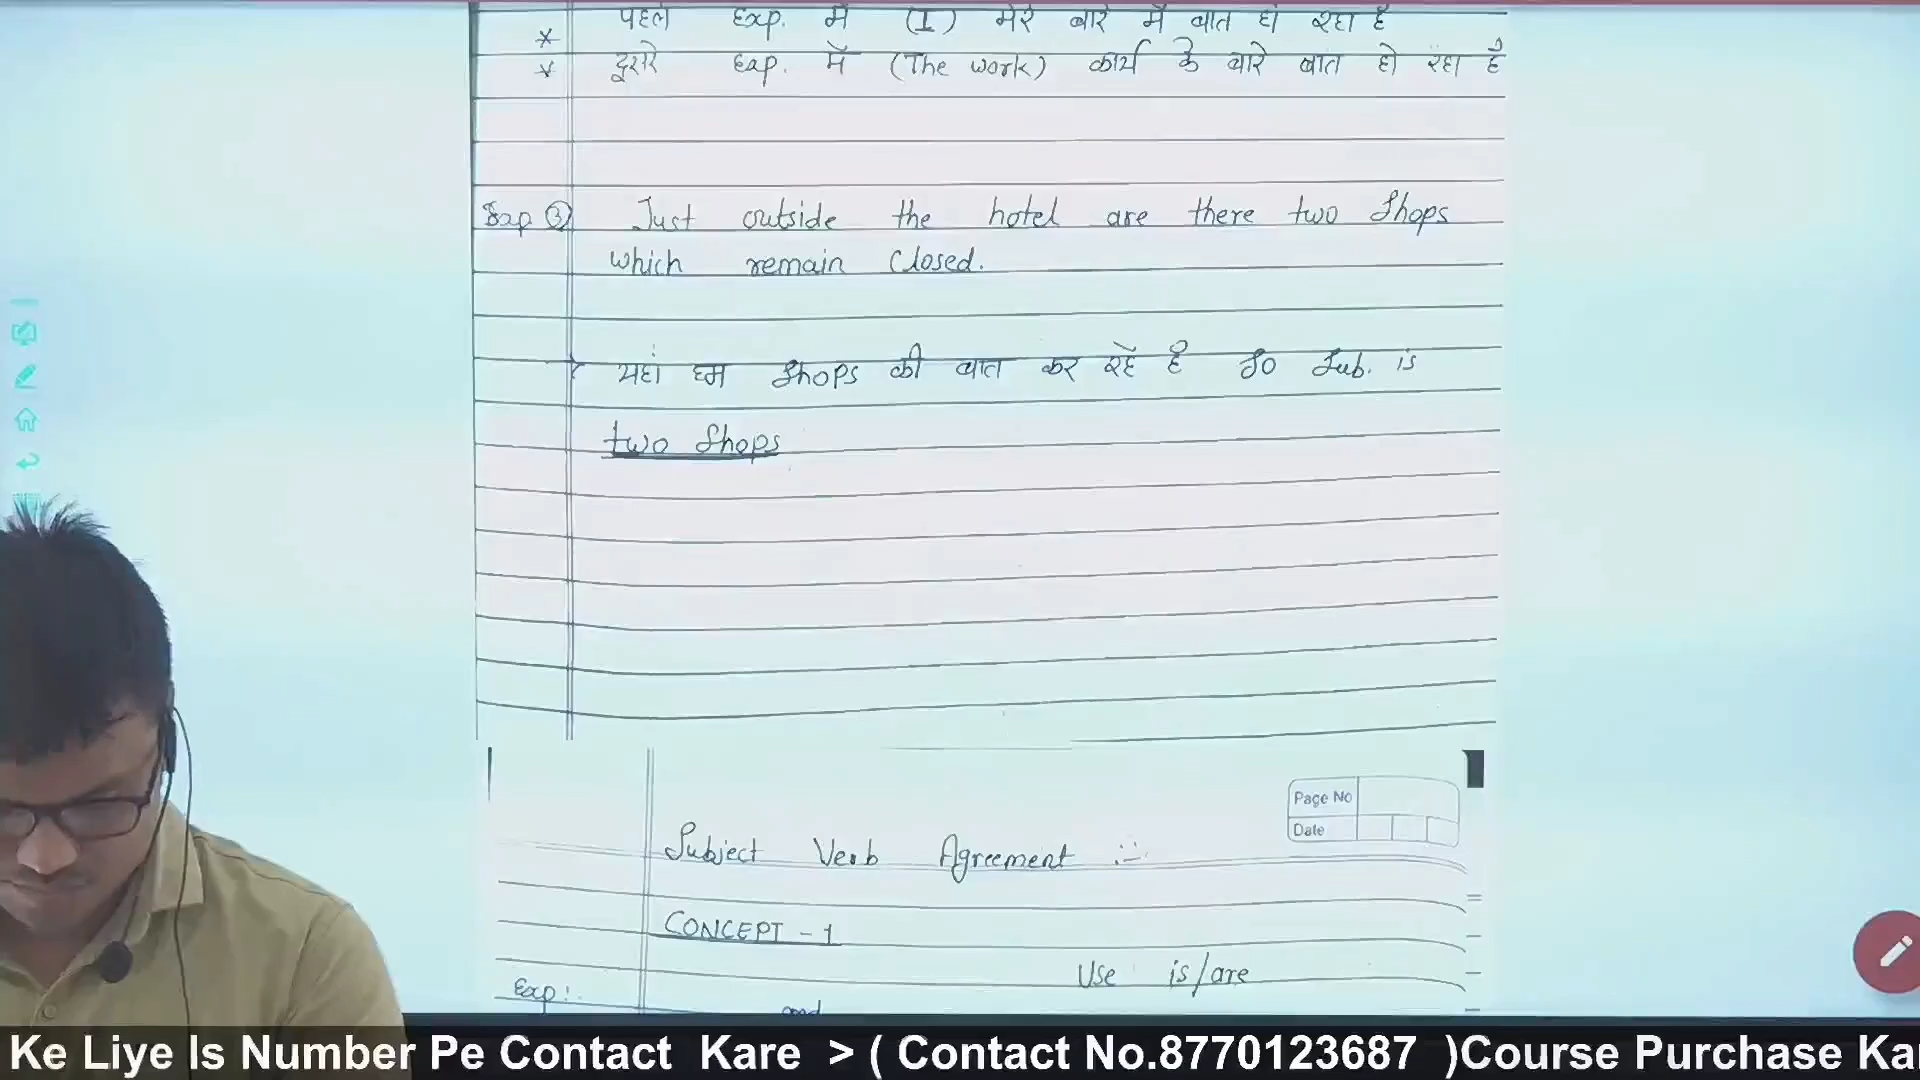 * पहले Exp. में (I) मेरे बारे में बात हो रहा है
* दूसरे Exp. में (The work) कार्य के बारे बात हो रहा है
Exp ③ Just outside the hotel are there two Shops
which remain Closed.
यहां हम Shops की बात कर रहें है So Sub. is
two Shops
Page No
Date
Subject Verb Agreement :-
CONCEPT - 1
Use is/are
Exp:
Ke Liye Is Number Pe Contact Kare > ( Contact No.8770123687 )Course Purchase Ka